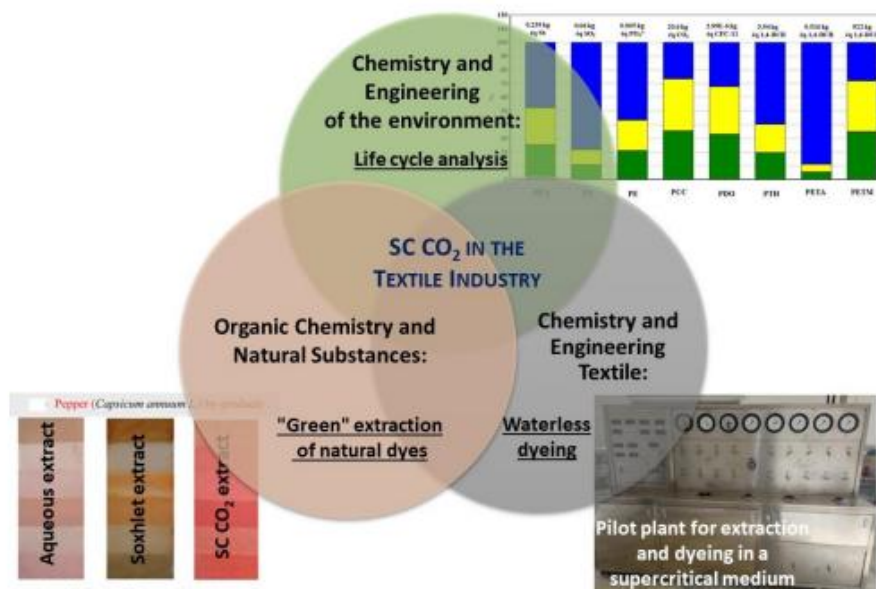 Chemistry and
Engineering
of the environment:
Life cycle analysis
PE
PCC
PDO
PTH
PETA
PETM
SC CO₂ IN THE
TEXTILE INDUSTRY
Organic Chemistry and
Natural Substances:
"Green" extraction
of natural dyes
Chemistry and
Engineering
Textile:
Waterless
dyeing
Pepper (Capsicum annuum
Aqueous extract
Soxhlet extract
SC CO₂ extract
Pilot plant for extraction
and dyeing in a
supercritical medium